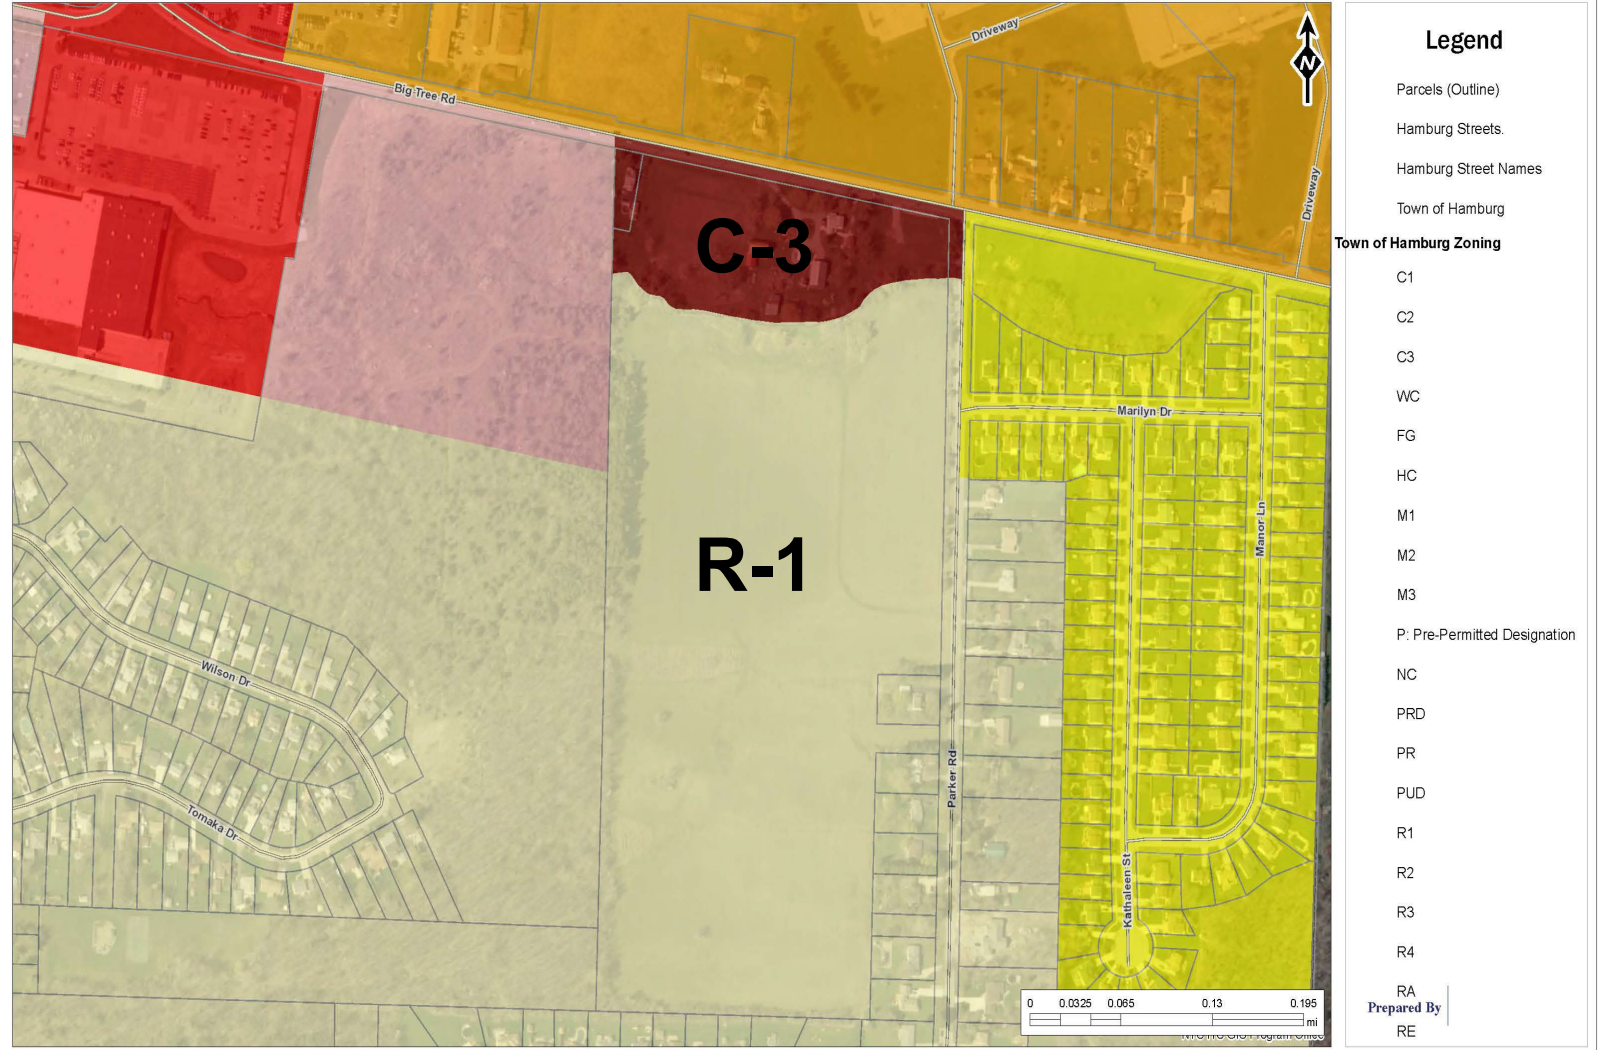 Driveway
Big Tree Rd
Driveway
C-3
Marilyn Dr
Manor Ln
R-1
Wilson Dr
Parker Rd
Tomaka Dr
Kathaleen St
0 0.0325 0.065 0.13 0.195
mi
N
Legend
Parcels (Outline)
Hamburg Streets.
Hamburg Street Names
Town of Hamburg
Town of Hamburg Zoning
C1
C2
C3
WC
FG
HC
M1
M2
M3
P: Pre-Permitted Designation
NC
PRD
PR
PUD
R1
R2
R3
R4
RA
Prepared By
RE